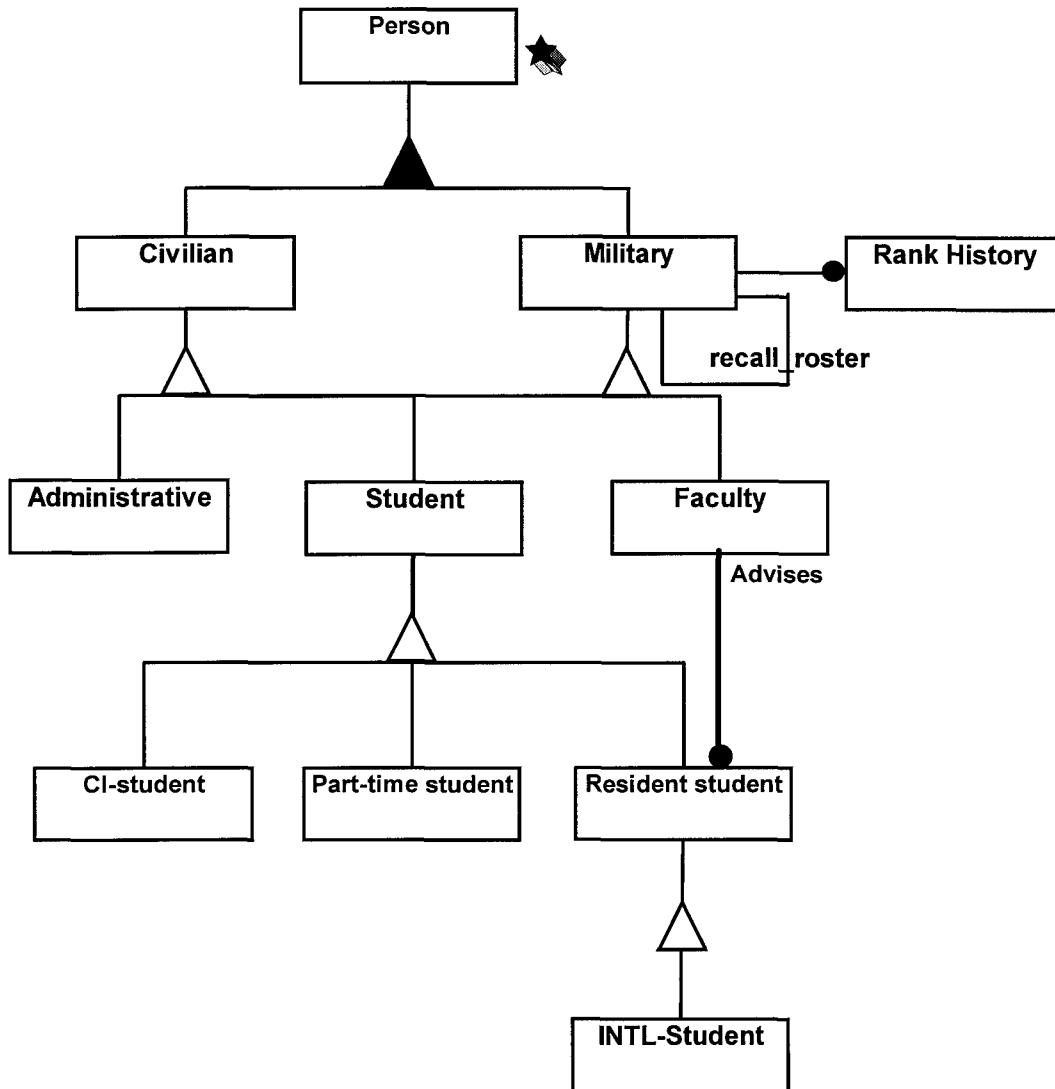 Person
Civilian
Military
Rank History
recall_roster
Administrative
Student
Faculty
Advises
CI-student
Part-time student
Resident student
INTL-Student